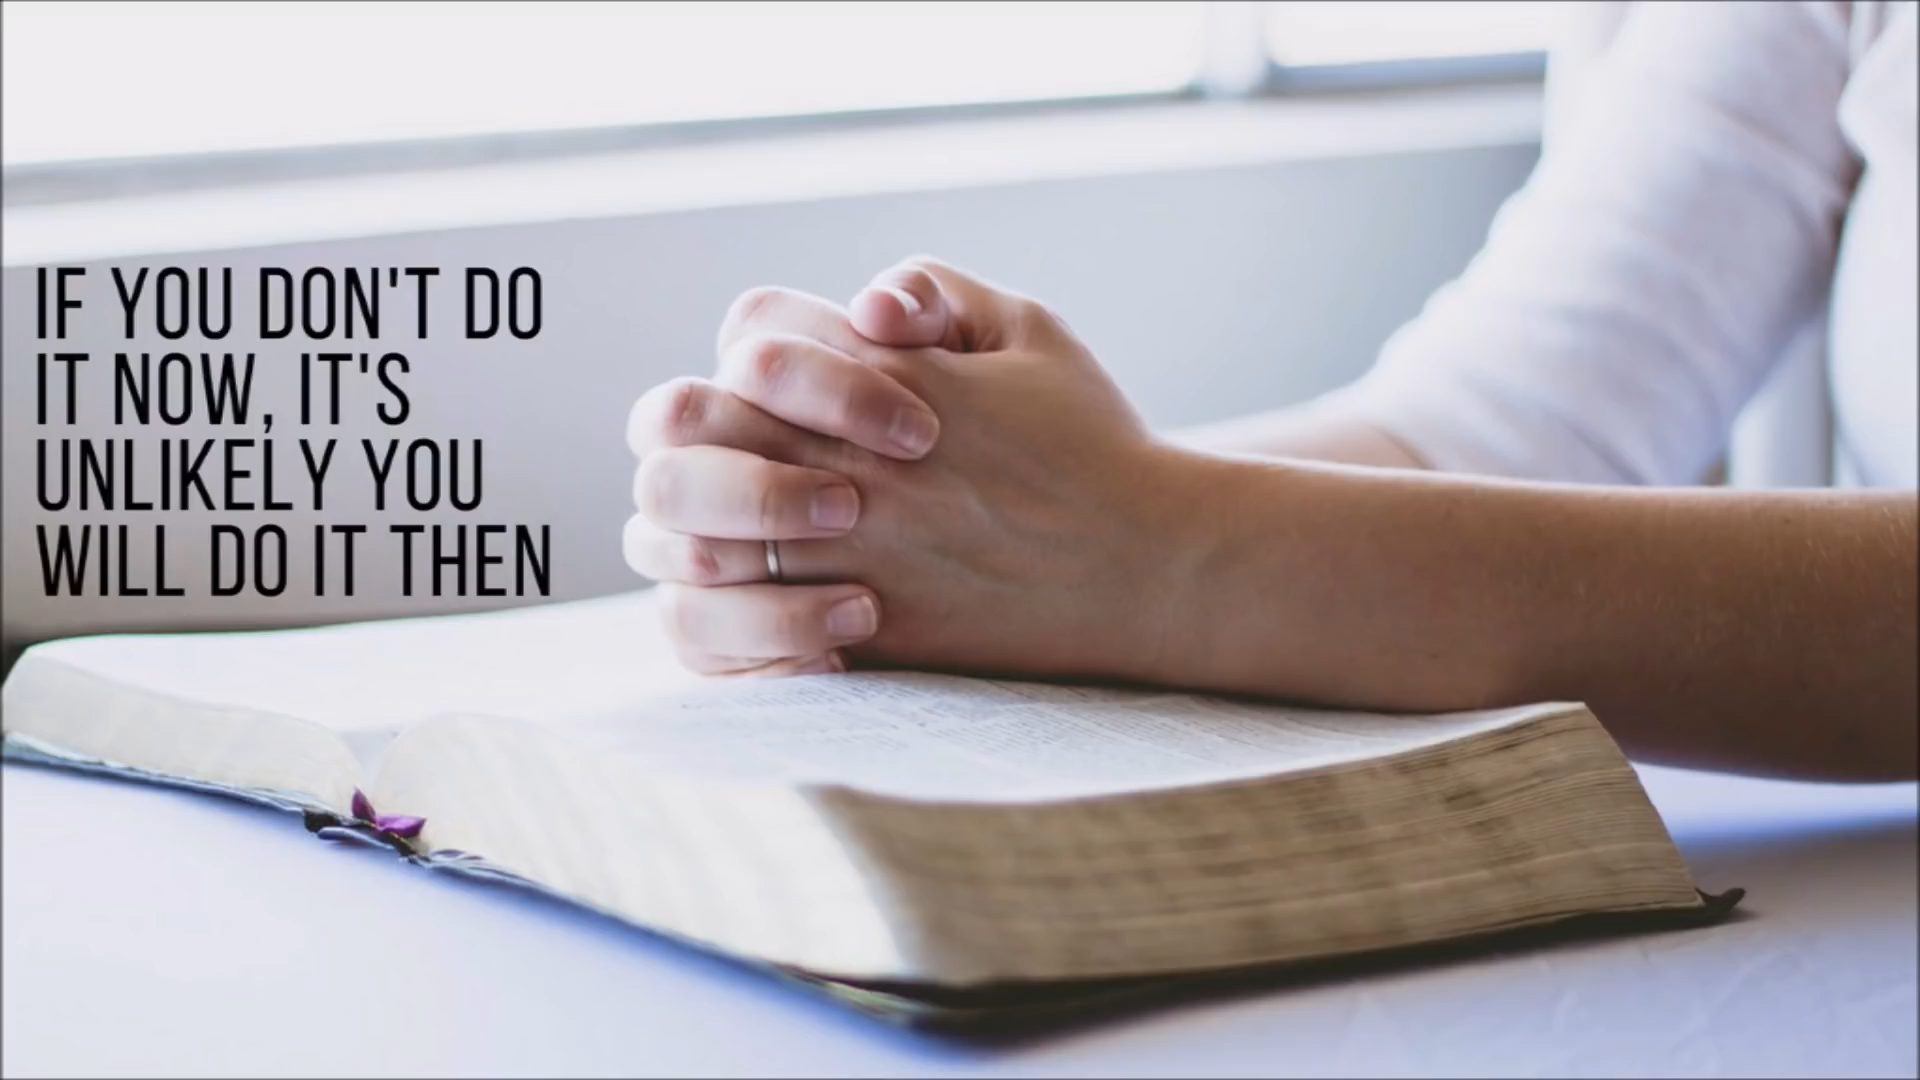 IF YOU DON'T DO
IT NOW, IT'S
UNLIKELY YOU
WILL DO IT THEN